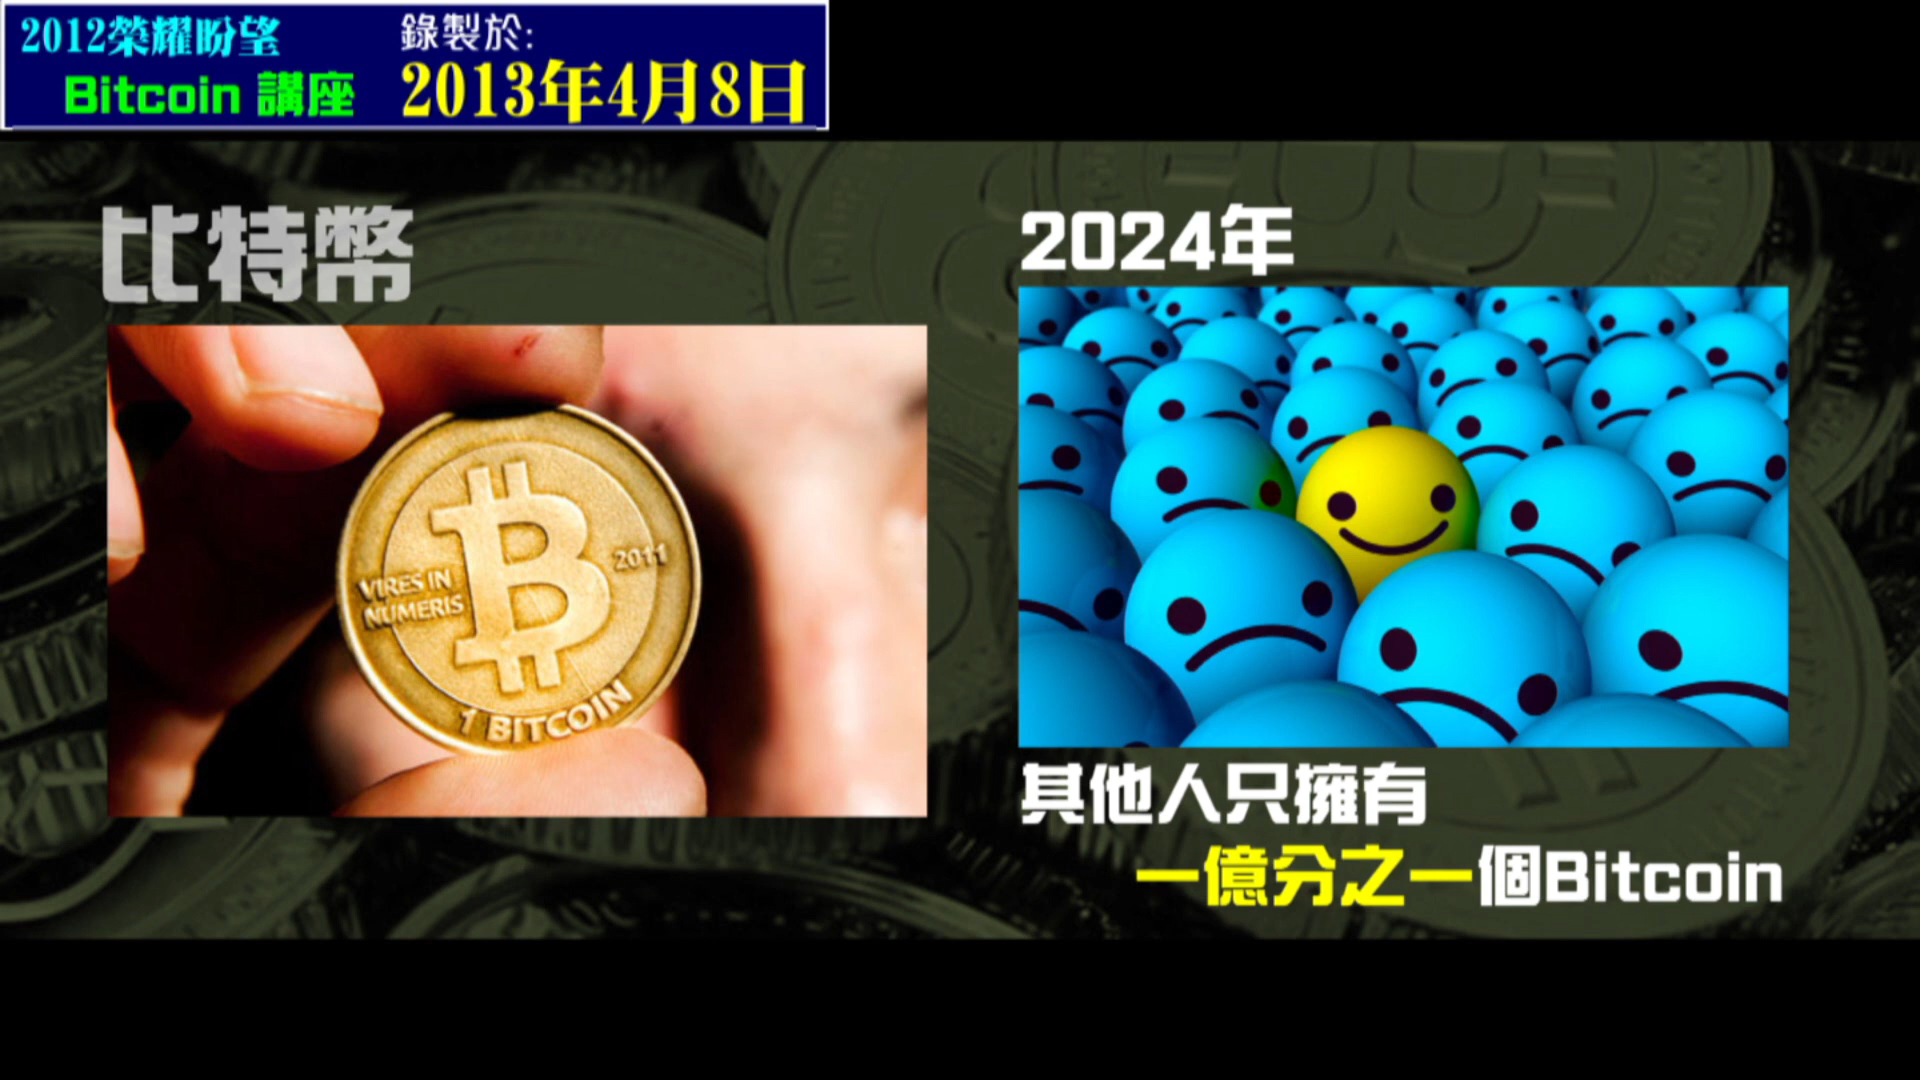 2012榮耀盼望
Bitcoin 講座
錄製於:
2013年4月8日
比特幣
VIRES IN
NUMERIS
2011
1 BITCOIN
2024年
其他人只擁有
一億分之一個Bitcoin